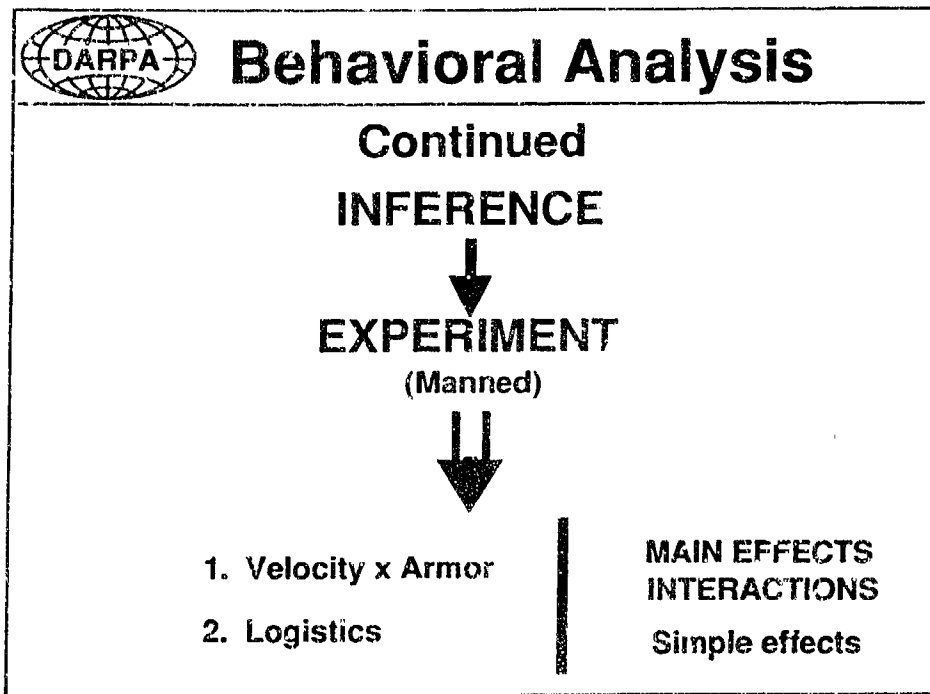 DARPA
Behavioral Analysis
Continued
INFERENCE
EXPERIMENT
(Manned)
1. Velocity x Armor
2. Logistics
MAIN EFFECTS
INTERACTIONS
Simple effects